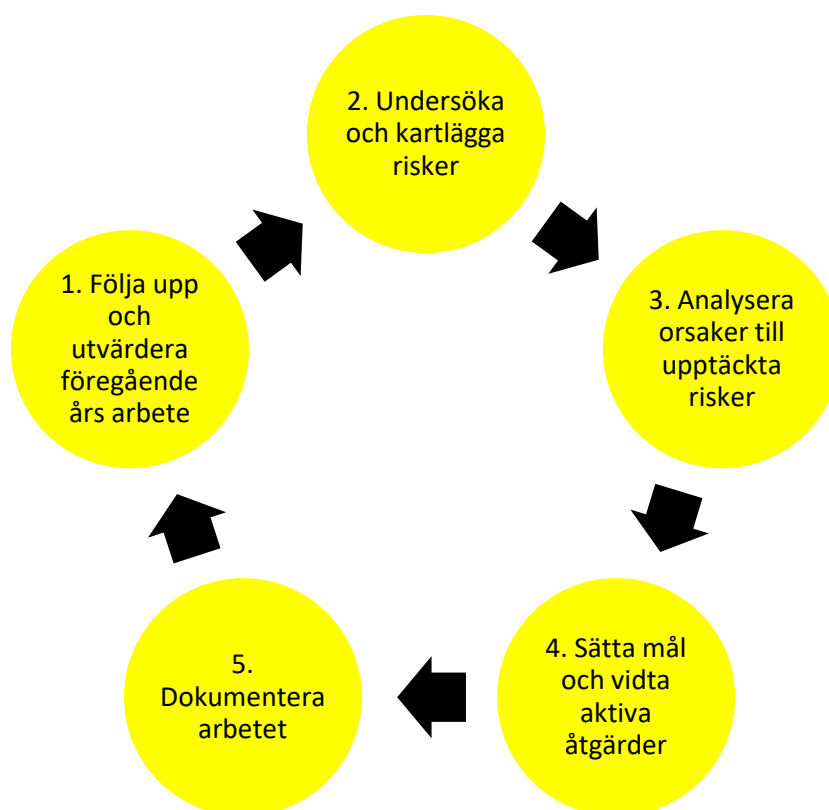 1. Följa upp
och
utvärdera
föregående
års arbete
2. Undersöka
och kartlägga
risker
3. Analysera
orsaker till
upptäckta
risker
4. Sätta mål
och vidta
aktiva
åtgärder
5.
Dokumentera
arbetet